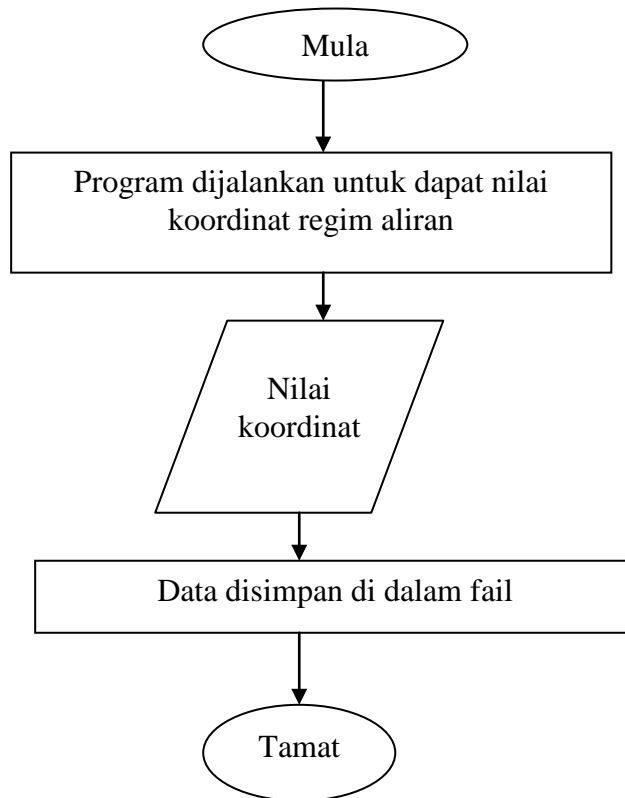 Mula
Program dijalankan untuk dapat nilai
koordinat regim aliran
Nilai
koordinat
Data disimpan di dalam fail
Tamat